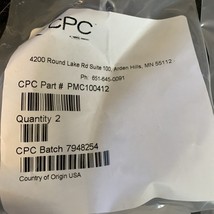 CPC
4200 Round Lake Rd Suite 100, Arden Hills, MN 55112
Ph: 651-645-0091
CPC Part # PMC100412
Quantity 2
CPC Batch 7948254
Country of Origin USA